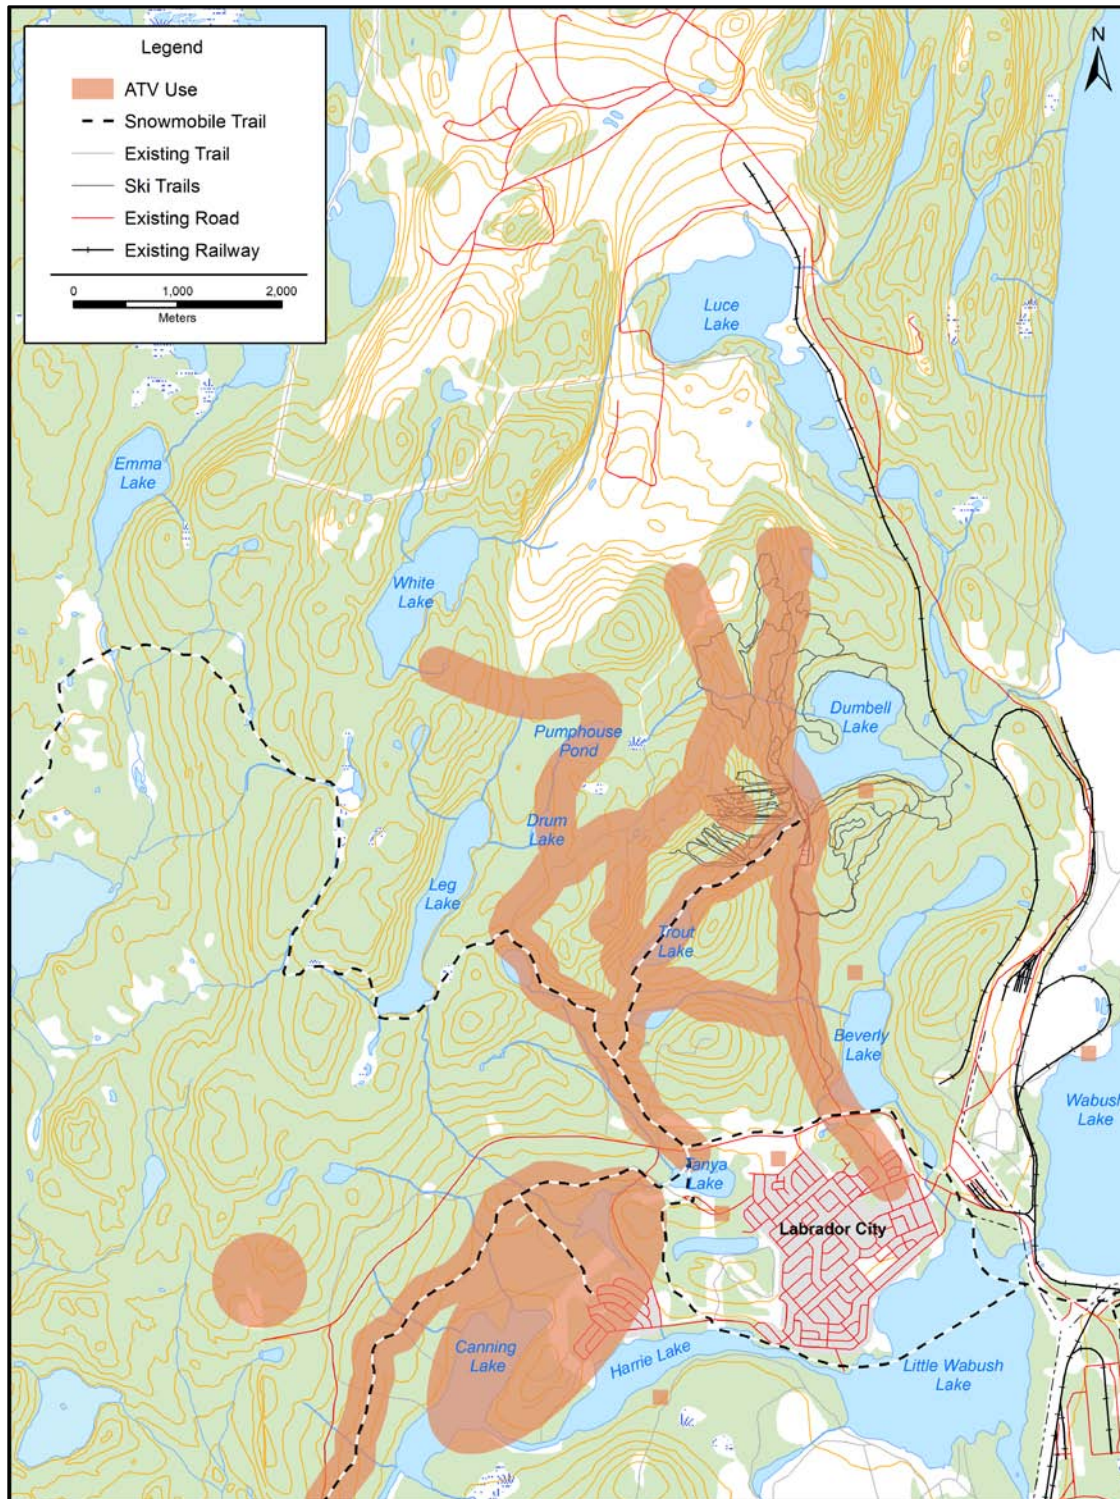 Legend
ATV Use
Snowmobile Trail
Existing Trail
Ski Trails
Existing Road
Existing Railway
0 1,000 2,000
Meters
N
Luce
Lake
Emma
Lake
White
Lake
Dumbell
Lake
Pumphouse
Pond
Drum
Lake
Leg
Lake
Trout
Lake
Beverly
Lake
Wabush
Lake
Tanya
Lake
Labrador City
Canning
Lake
Harrie Lake
Little Wabush
Lake